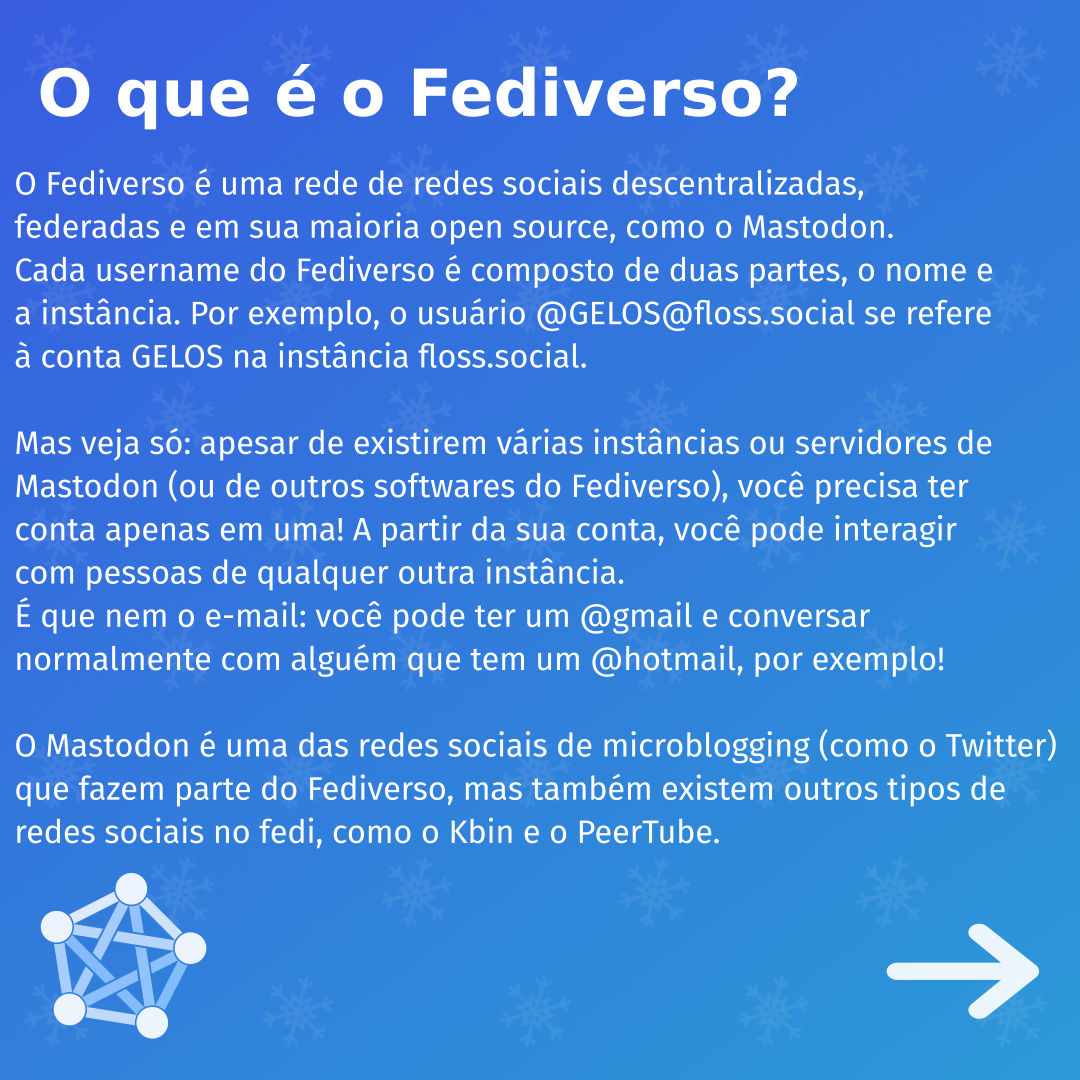 O que é o Fediverso?
O Fediverso é uma rede de redes sociais descentralizadas,
federadas e em sua maioria open source, como o Mastodon.
Cada username do Fediverso é composto de duas partes, o nome e
a instância. Por exemplo, o usuário @GELOS@floss.social se refere
à conta GELOS na instância floss.social.
Mas veja só: apesar de existirem várias instâncias ou servidores de
Mastodon (ou de outros softwares do Fediverso), você precisa ter
conta apenas em uma! A partir da sua conta, você pode interagir
com pessoas de qualquer outra instância.
É que nem o e-mail: você pode ter um @gmail e conversar
normalmente com alguém que tem um @hotmail, por exemplo!
O Mastodon é uma das redes sociais de microblogging (como o Twitter)
que fazem parte do Fediverso, mas também existem outros tipos de
redes sociais no fedi, como o Kbin e o PeerTube.